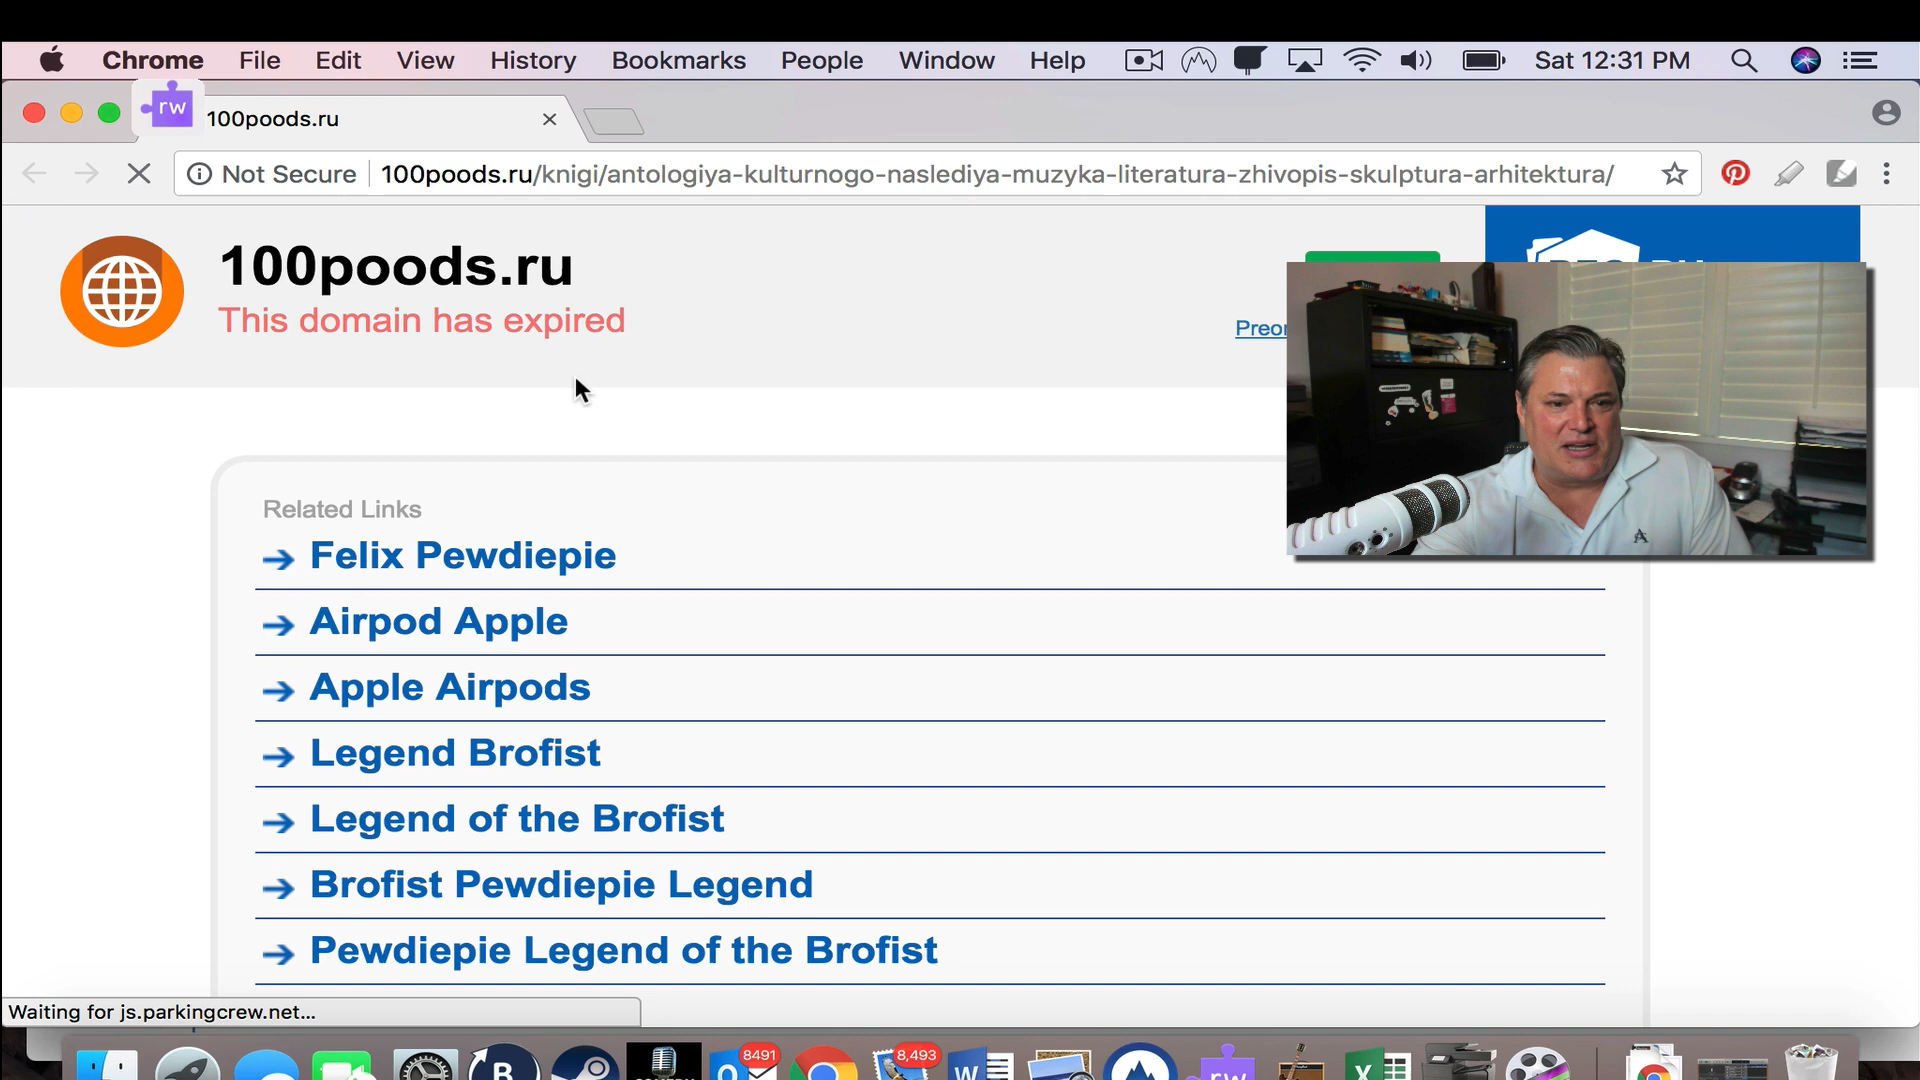 Chrome File Edit View History Bookmarks People Window Help Sat 12:31 PM
rw 100poods.ru
Not Secure 100poods.ru/knigi/antologiya-kulturnogo-naslediya-muzyka-literatura-zhivopis-skulptura-arhitektura/
100poods.ru
This domain has expired
Related Links
Felix Pewdiepie
Airpod Apple
Apple Airpods
Legend Brofist
Legend of the Brofist
Brofist Pewdiepie Legend
Pewdiepie Legend of the Brofist
Waiting for js.parkingcrew.net...
8491 8,493
rw